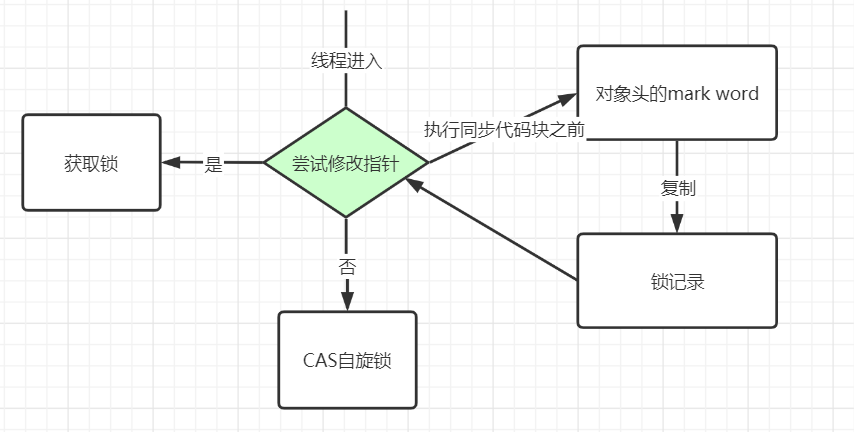 线程进入
对象头的mark word
执行同步代码块之前
获取锁
是
尝试修改指针
复制
否
锁记录
CAS自旋锁